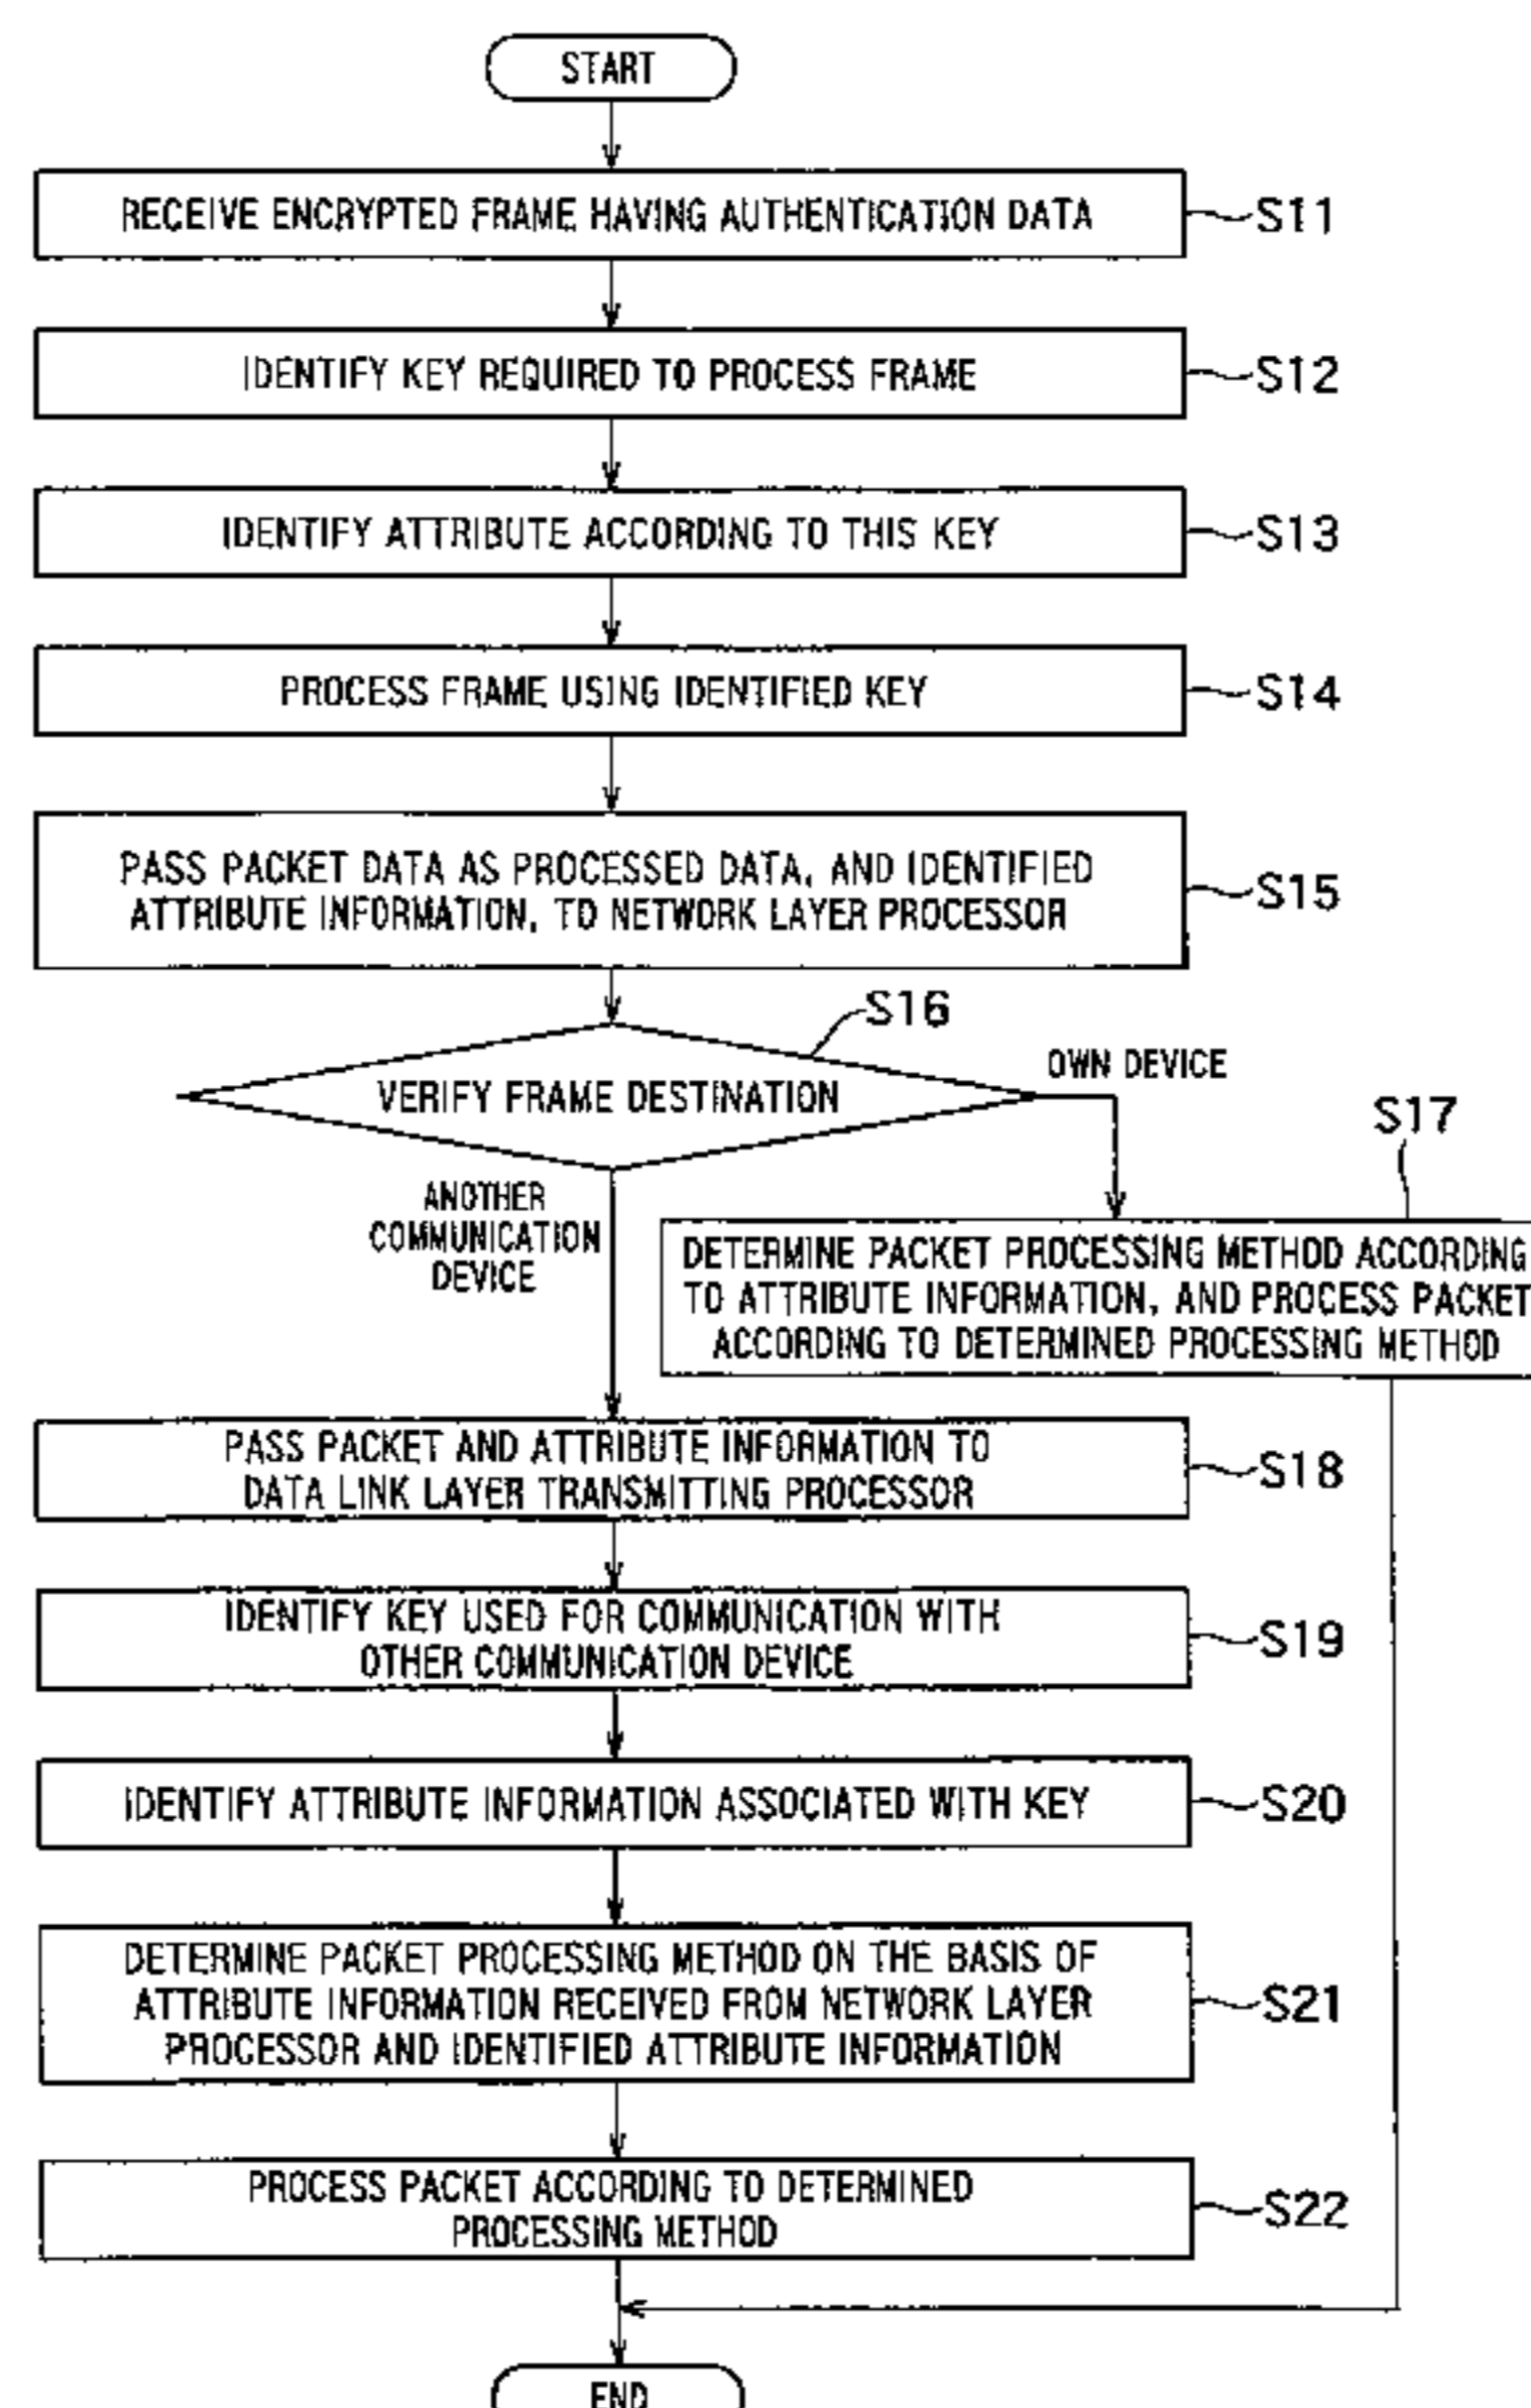 START
RECEIVE ENCRYPTED FRAME HAVING AUTHENTICATION DATA
S11
IDENTIFY KEY REQUIRED TO PROCESS FRAME
S12
IDENTIFY ATTRIBUTE ACCORDING TO THIS KEY
S13
PROCESS FRAME USING IDENTIFIED KEY
S14
PASS PACKET DATA AS PROCESSED DATA, AND IDENTIFIED
ATTRIBUTE INFORMATION, TO NETWORK LAYER PROCESSOR
S15
S16
VERIFY FRAME DESTINATION
OWN DEVICE
S17
ANOTHER
COMMUNICATION
DEVICE
DETERMINE PACKET PROCESSING METHOD ACCORDING
TO ATTRIBUTE INFORMATION, AND PROCESS PACKET
ACCORDING TO DETERMINED PROCESSING METHOD
PASS PACKET AND ATTRIBUTE INFORMATION TO
DATA LINK LAYER TRANSMITTING PROCESSOR
S18
IDENTIFY KEY USED FOR COMMUNICATION WITH
OTHER COMMUNICATION DEVICE
S19
IDENTIFY ATTRIBUTE INFORMATION ASSOCIATED WITH KEY
S20
DETERMINE PACKET PROCESSING METHOD ON THE BASIS OF
ATTRIBUTE INFORMATION RECEIVED FROM NETWORK LAYER
PROCESSOR AND IDENTIFIED ATTRIBUTE INFORMATION
S21
PROCESS PACKET ACCORDING TO DETERMINED
PROCESSING METHOD
S22
END